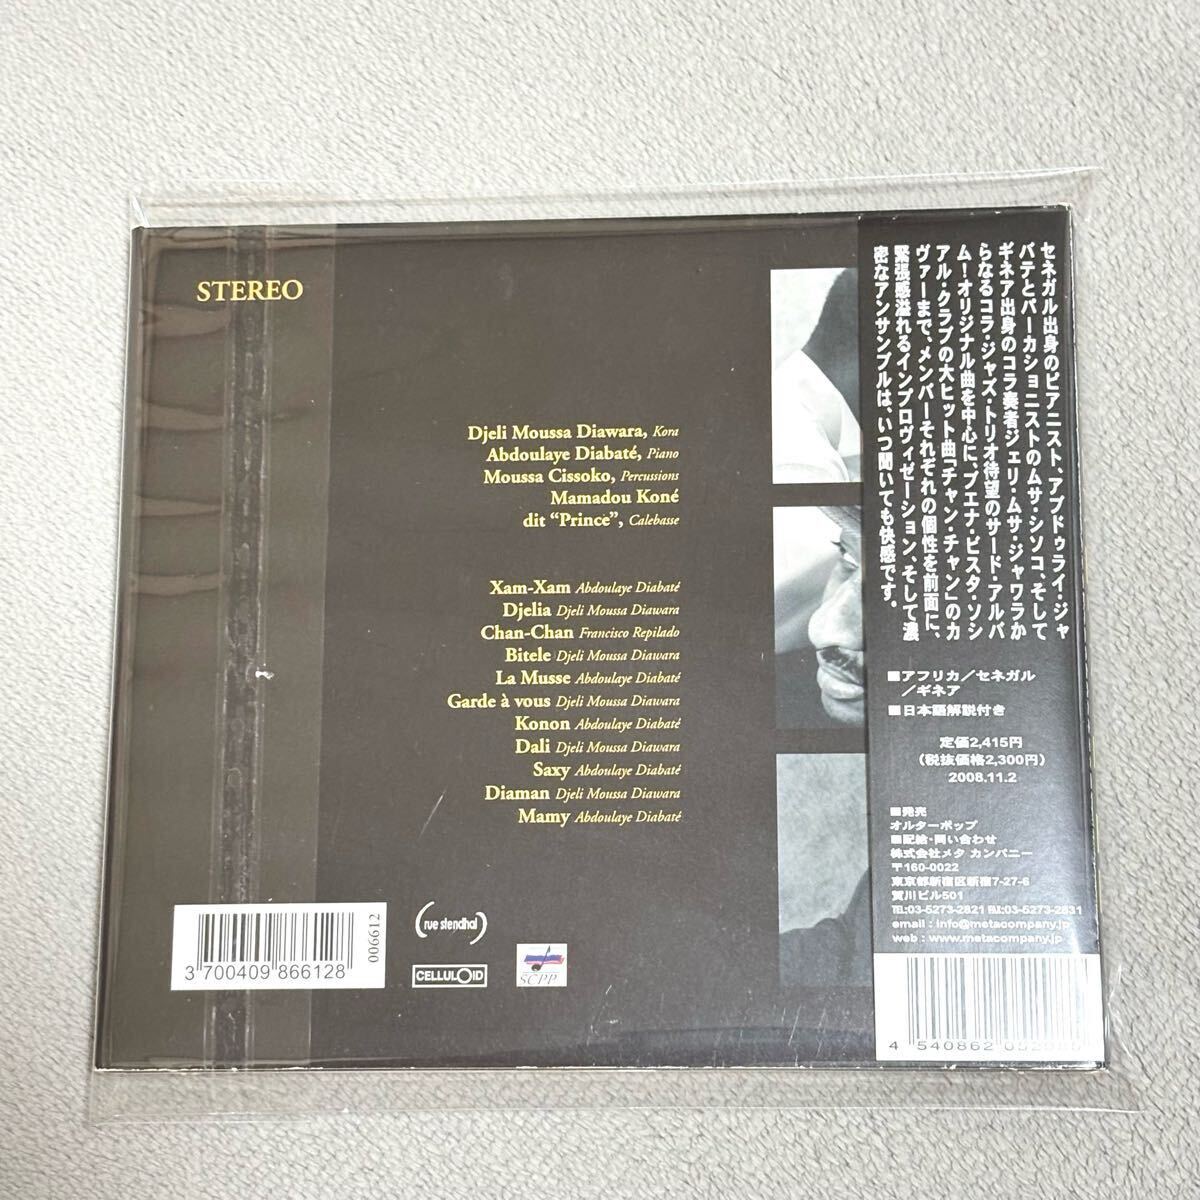 STEREO
Djeli Moussa Diawara, Kora
Abdoulaye Diabaté, Piano
Moussa Cissoko, Percussions
Mamadou Koné
dit “Prince”, Calebasse
Xam-Xam Abdoulaye Diabaté
Djelia Djeli Moussa Diawara
Chan-Chan Francisco Repilado
Bitele Djeli Moussa Diawara
La Musse Abdoulaye Diabaté
Garde à vous Djeli Moussa Diawara
Konon Abdoulaye Diabaté
Dali Djeli Moussa Diawara
Saxy Abdoulaye Diabaté
Diaman Djeli Moussa Diawara
Mamy Abdoulaye Diabaté
3 700409 866128
006612
(rue stendhal)
CELLULOID
SCPP
セネガル出身のピアニスト、アブドゥライ・ジャ
バテとパーカショニストのムサ・シソコ、そして
ギネア出身のコラ奏者ジェリ・ムサ・ジャワラか
らなるコラ・ジャズ・トリオ待望のサード・アルバ
ム！オリジナル曲を中心に、ブエナ・ビスタ・ソシ
アル・クラブの大ヒット曲「チャン・チャン」のカ
ヴァーまで、メンバーそれぞれの個性を前面に、
緊張感溢れるインプロヴィゼーション、そして濃
密なアンサンブルは、いつ聞いても快感です。
■アフリカ／セネガル
／ギネア
■日本語解説付き
定価2,415円
（税抜価格2,300円）
2008.11.2
■発売
オルターポップ
■配給・問い合わせ
株式会社メタ カンパニー
〒160-0022
東京都新宿区新宿7-27-6
賀川ビル501
TEL:03-5273-2821 FAX:03-5273-2831
email : info@metacompany.jp
web : www.metacompany.jp
4 540862